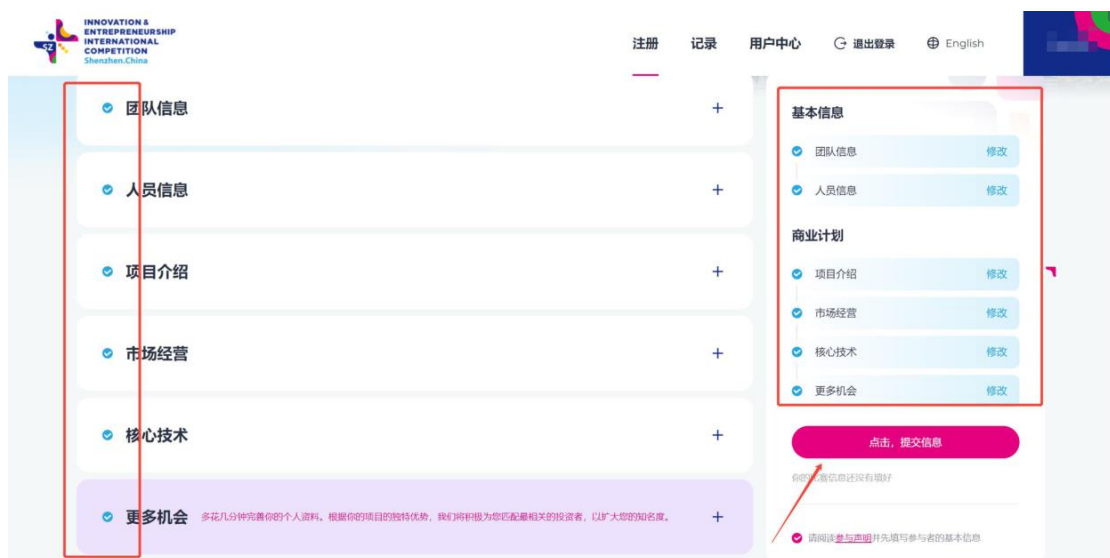 INNOVATION &
ENTREPRENEURSHIP
INTERNATIONAL
COMPETITION
Shenzhen.China
SZ
注册 记录 用户中心 退出登录 English
团队信息
人员信息
项目介绍
市场经营
核心技术
更多机会 多花几分钟完善你的个人资料。根据你的项目的独特优势，我们将积极为您匹配最相关的投资者，以扩大您的知名度。
基本信息
团队信息 修改
人员信息 修改
商业计划
项目介绍 修改
市场经营 修改
核心技术 修改
更多机会 修改
点击，提交信息
你的比赛信息还没有填好
请阅读参与声明并先填写参与者的基本信息